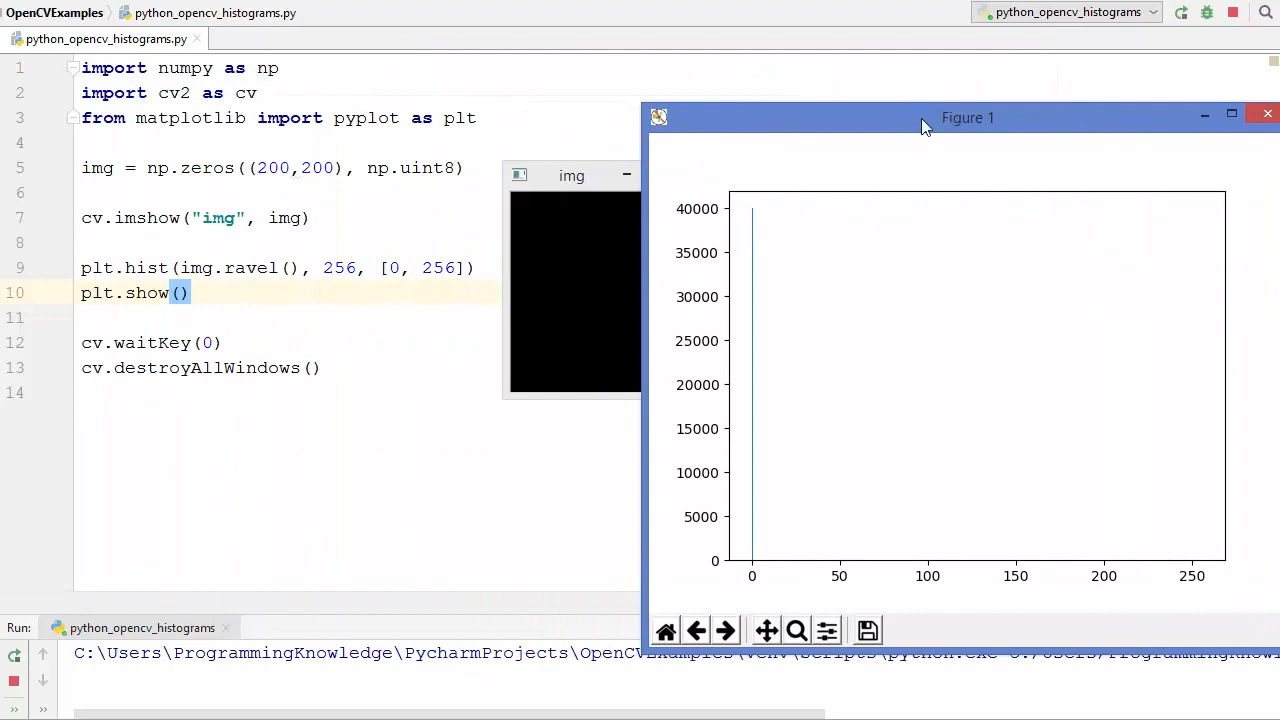 OpenCVExamples python_opencv_histograms.py python_opencv_histograms
python_opencv_histograms.py
1 import numpy as np
2 import cv2 as cv
3 from matplotlib import pyplot as plt
4
5 img = np.zeros((200,200), np.uint8)
6
7 cv.imshow("img", img)
8
9 plt.hist(img.ravel(), 256, [0, 256])
10 plt.show()
11
12 cv.waitKey(0)
13 cv.destroyAllWindows()
14
img
Figure 1
40000
35000
30000
25000
20000
15000
10000
5000
0
0 50 100 150 200 250
Run: python_opencv_histograms
C:\Users\ProgrammingKnowledge\PycharmProjects\OpenCVExamples\venv\Scripts\python.exe